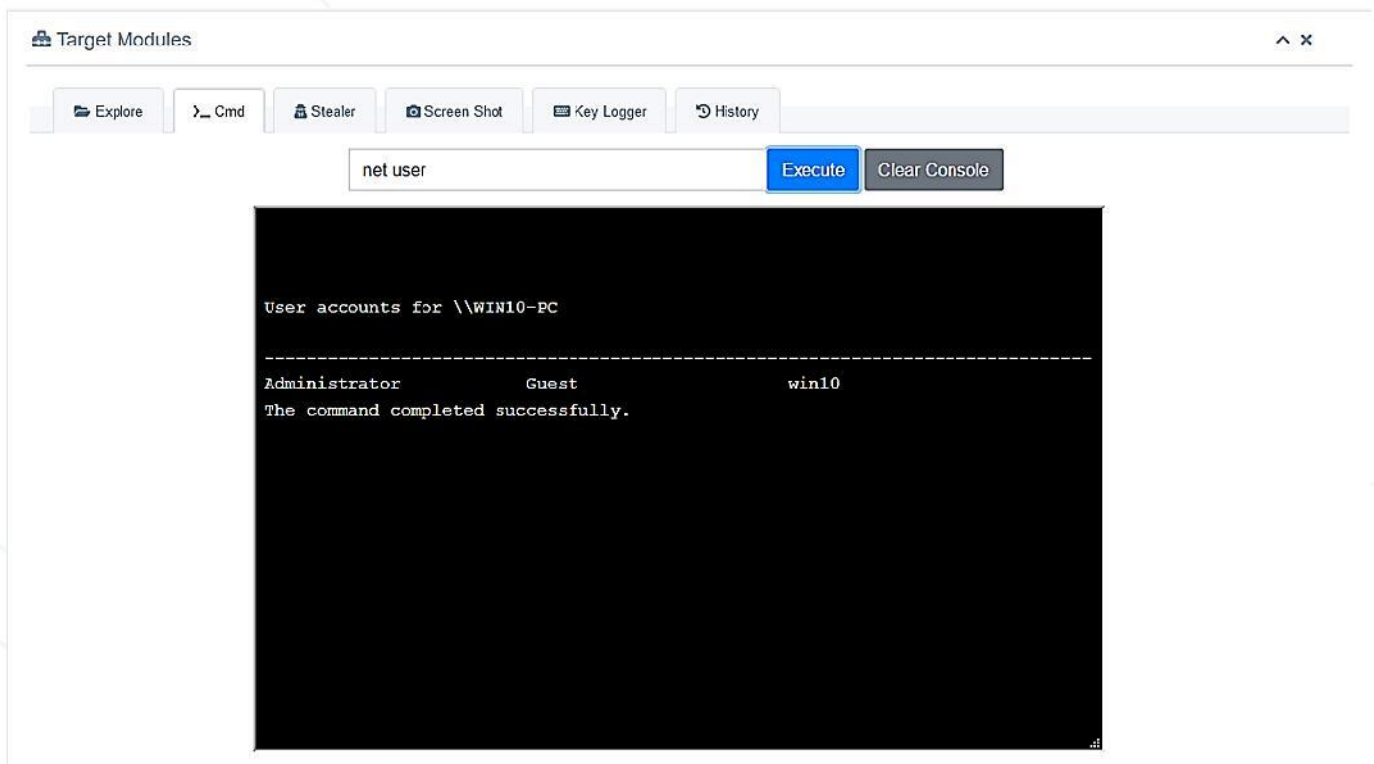 Target Modules
Explore Cmd Stealer Screen Shot Key Logger History
net user Execute Clear Console
User accounts for \\WIN10-PC
-------------------------------------------------------------------------------
Administrator Guest win10
The command completed successfully.